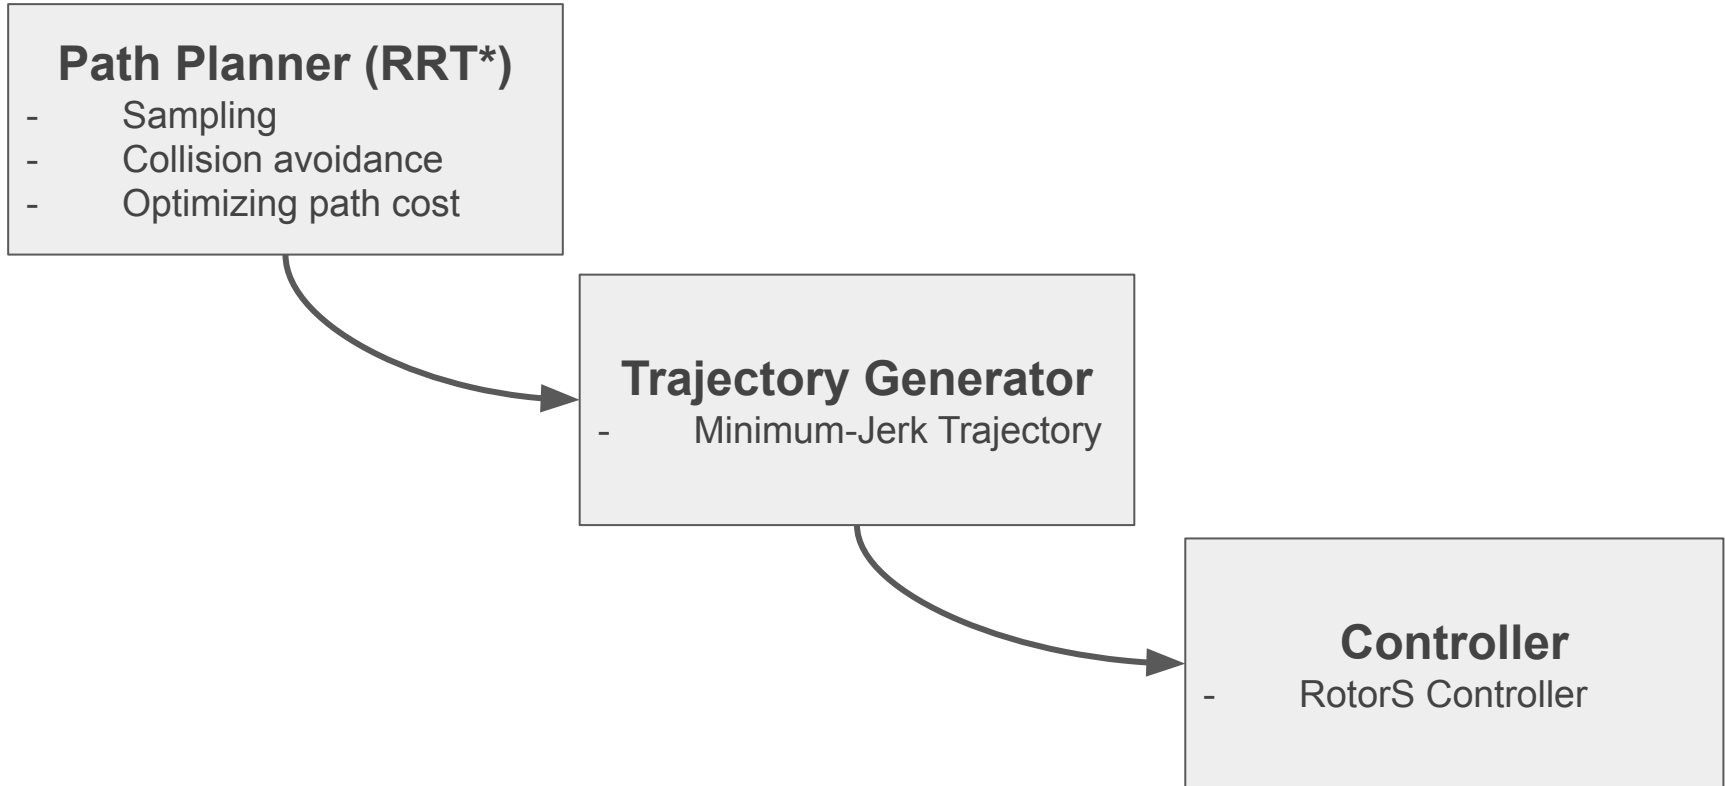 Path Planner (RRT*)
- Sampling
- Collision avoidance
- Optimizing path cost
Trajectory Generator
- Minimum-Jerk Trajectory
Controller
- RotorS Controller